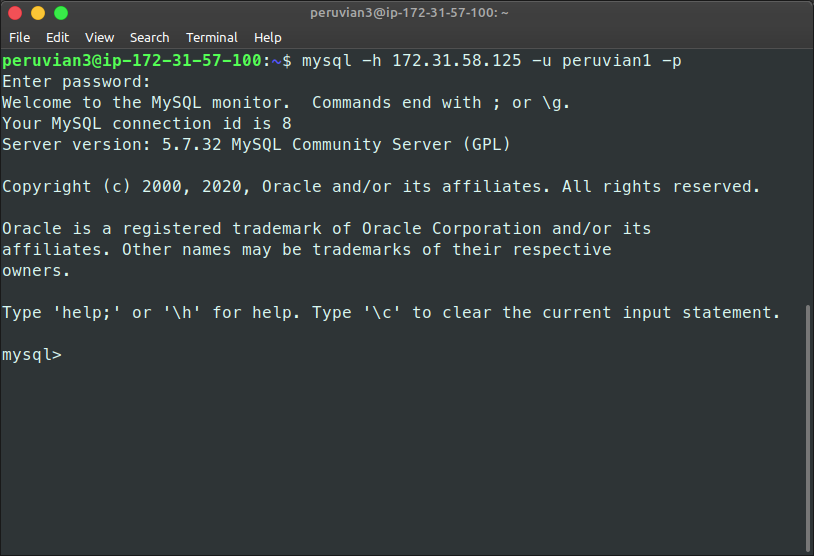 peruvian3@ip-172-31-57-100: ~
File Edit View Search Terminal Help
peruvian3@ip-172-31-57-100:~$ mysql -h 172.31.58.125 -u peruvian1 -p
Enter password:
Welcome to the MySQL monitor.  Commands end with ; or \g.
Your MySQL connection id is 8
Server version: 5.7.32 MySQL Community Server (GPL)
Copyright (c) 2000, 2020, Oracle and/or its affiliates. All rights reserved.
Oracle is a registered trademark of Oracle Corporation and/or its
affiliates. Other names may be trademarks of their respective
owners.
Type 'help;' or '\h' for help. Type '\c' to clear the current input statement.
mysql>